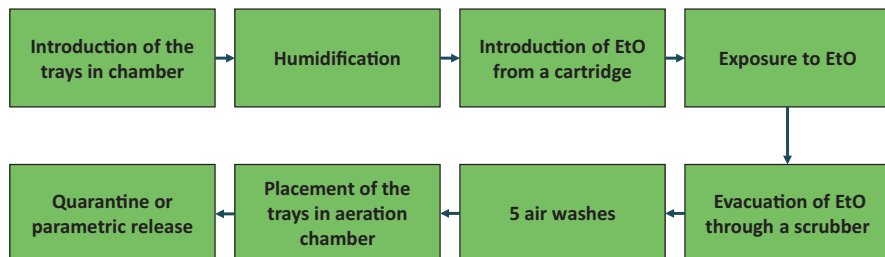 Introduction of the
trays in chamber
Humidification
Introduction of EtO
from a cartridge
Exposure to EtO
Quarantine or
parametric release
Placement of the
trays in aeration
chamber
5 air washes
Evacuation of EtO
through a scrubber